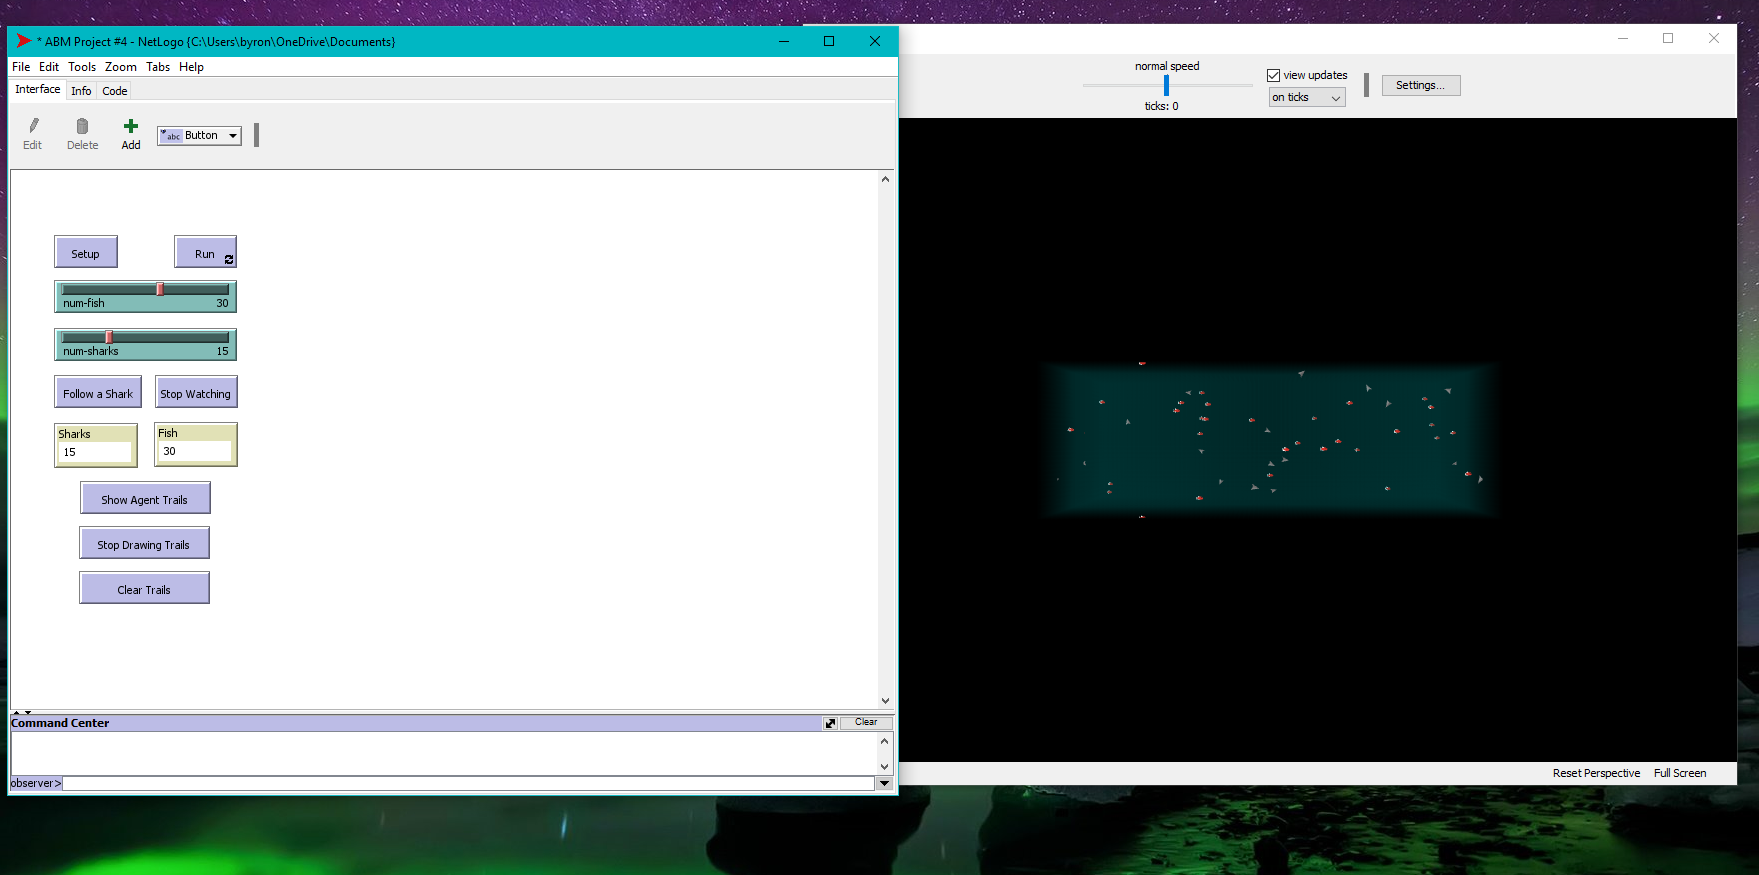 * ABM Project #4 - NetLogo {C:\Users\byron\OneDrive\Documents}
File Edit Tools Zoom Tabs Help
Interface Info Code
Edit Delete Add abc Button
normal speed
ticks: 0
view updates
on ticks
Settings...
Setup Run
num-fish 30
num-sharks 15
Follow a Shark Stop Watching
Sharks
15
Fish
30
Show Agent Trails
Stop Drawing Trails
Clear Trails
Command Center Clear
observer>
Reset Perspective Full Screen